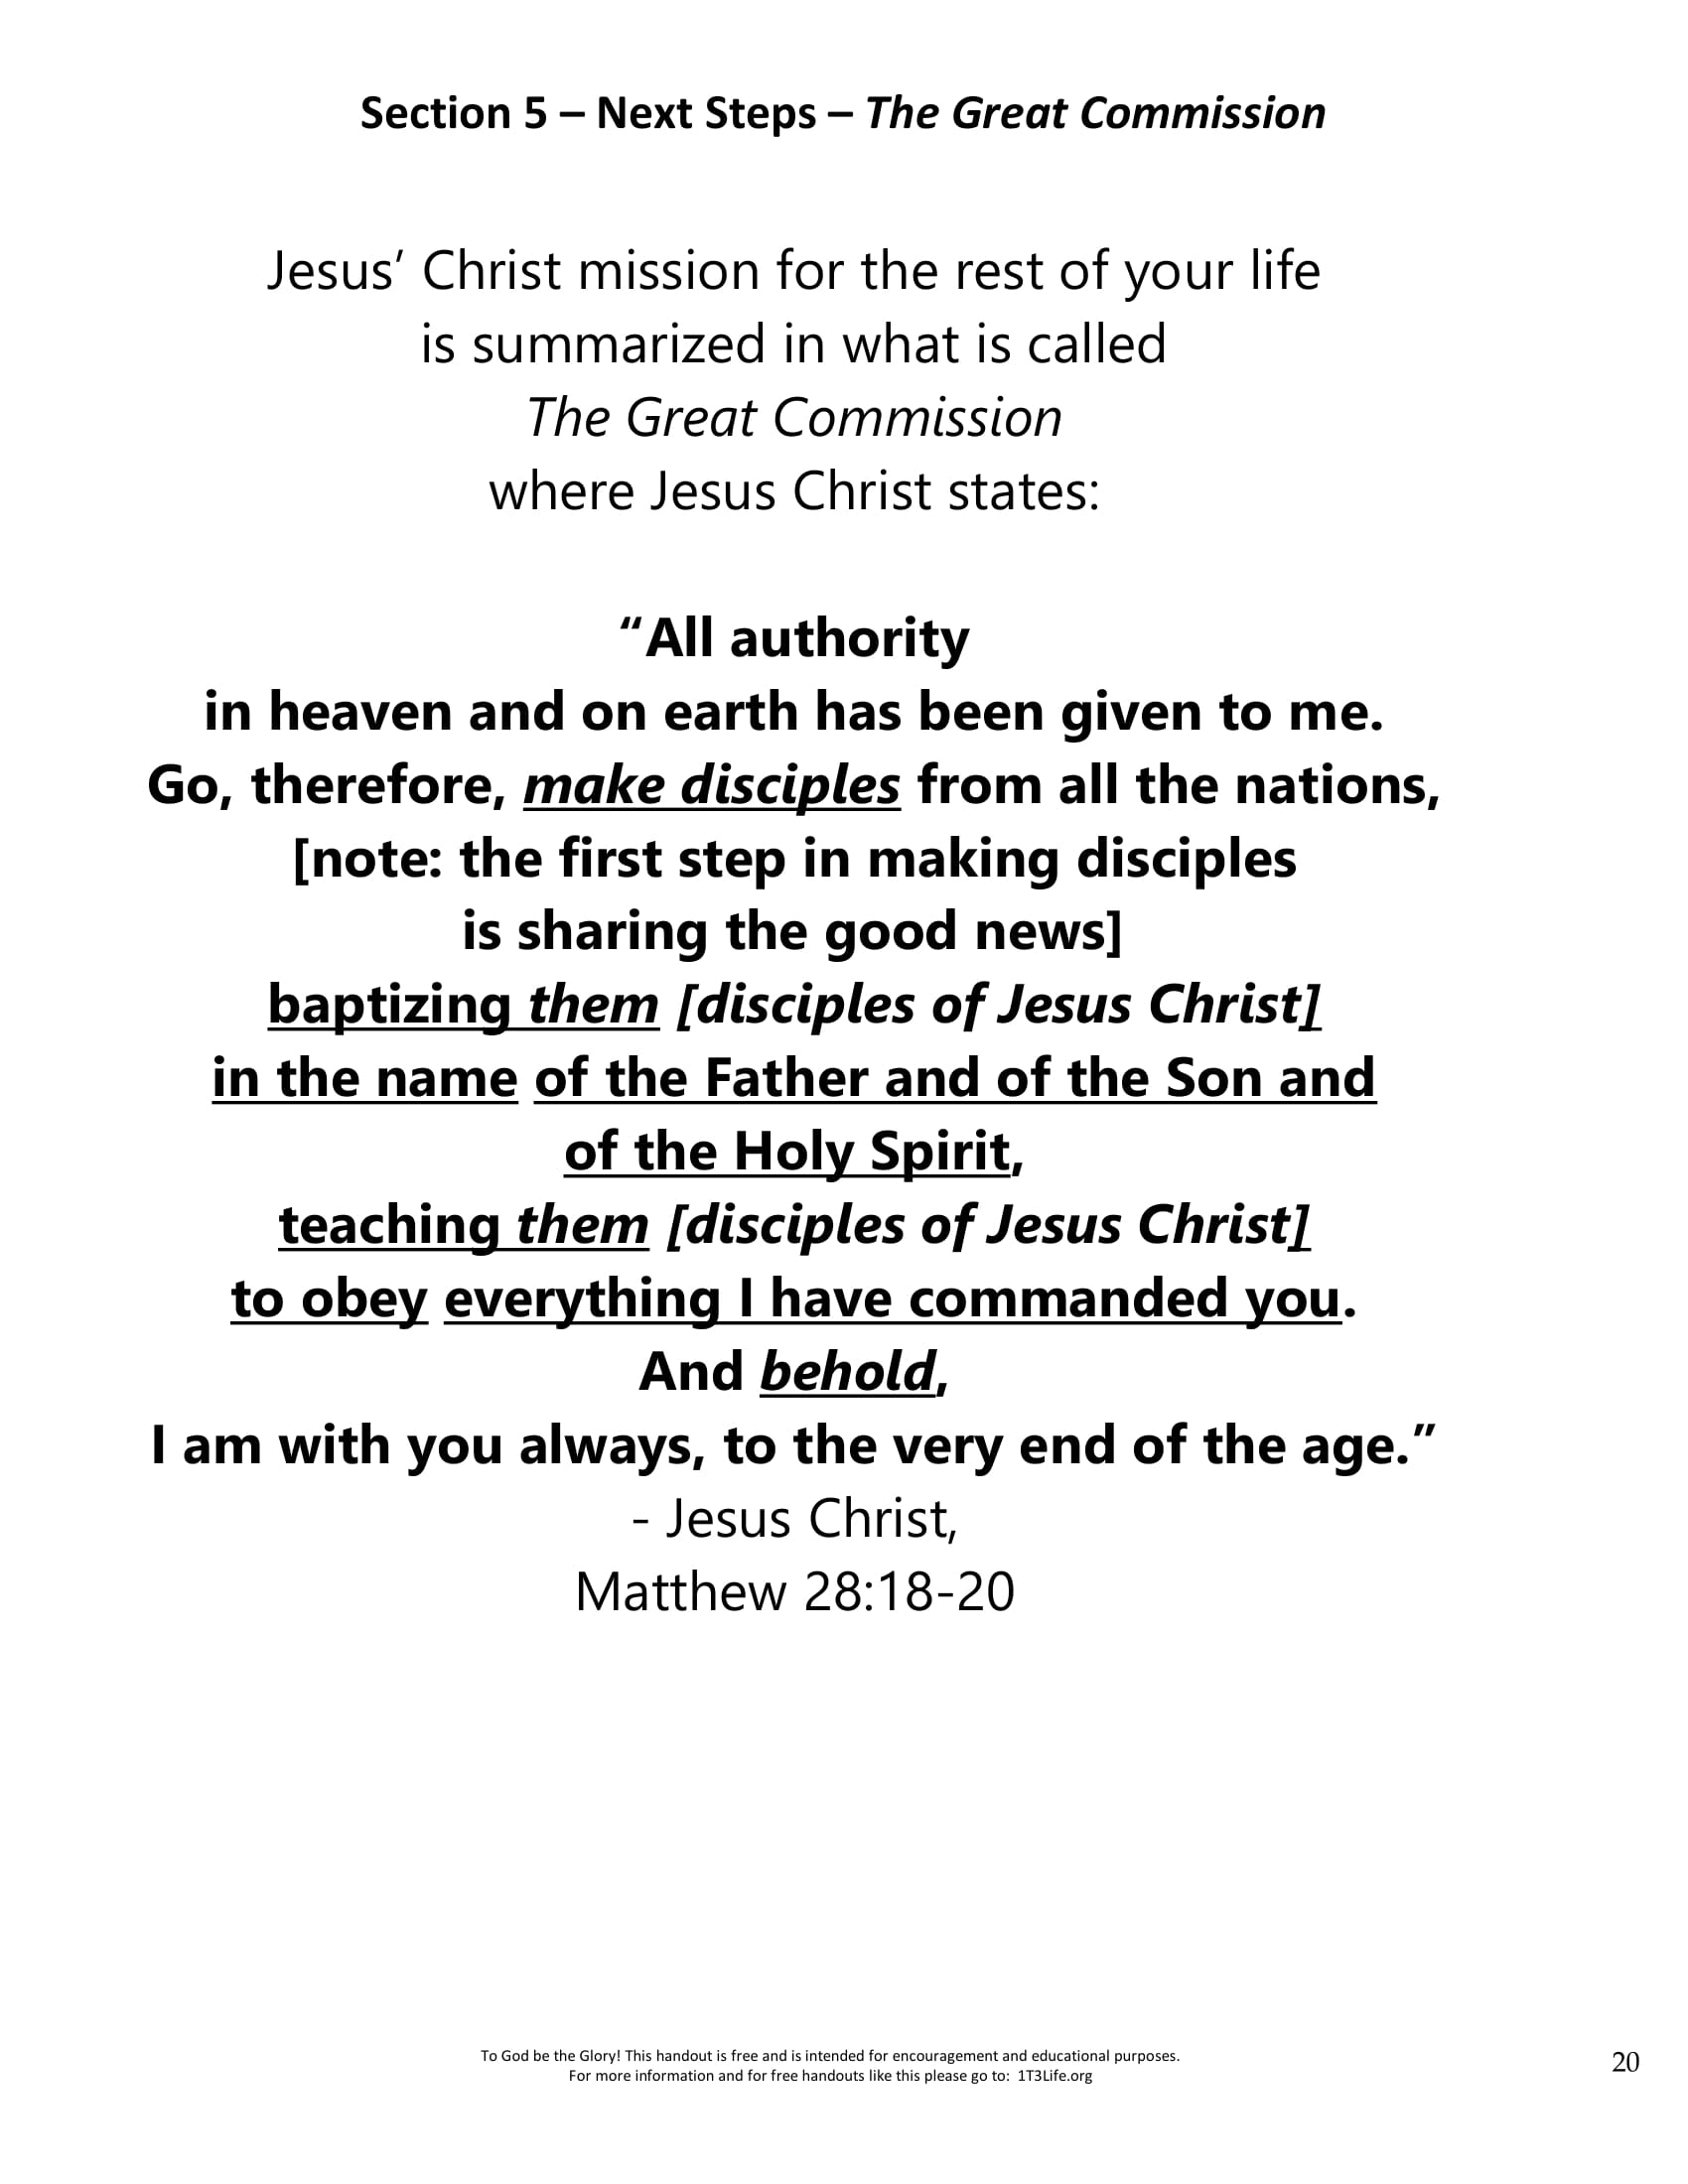 Section 5 – Next Steps – The Great Commission
Jesus’ Christ mission for the rest of your life
is summarized in what is called
The Great Commission
where Jesus Christ states:
“All authority
in heaven and on earth has been given to me.
Go, therefore, make disciples from all the nations,
[note: the first step in making disciples
is sharing the good news]
baptizing them [disciples of Jesus Christ]
in the name of the Father and of the Son and
of the Holy Spirit,
teaching them [disciples of Jesus Christ]
to obey everything I have commanded you.
And behold,
I am with you always, to the very end of the age.”
- Jesus Christ,
Matthew 28:18-20
To God be the Glory! This handout is free and is intended for encouragement and educational purposes.
For more information and for free handouts like this please go to:  1T3Life.org
20